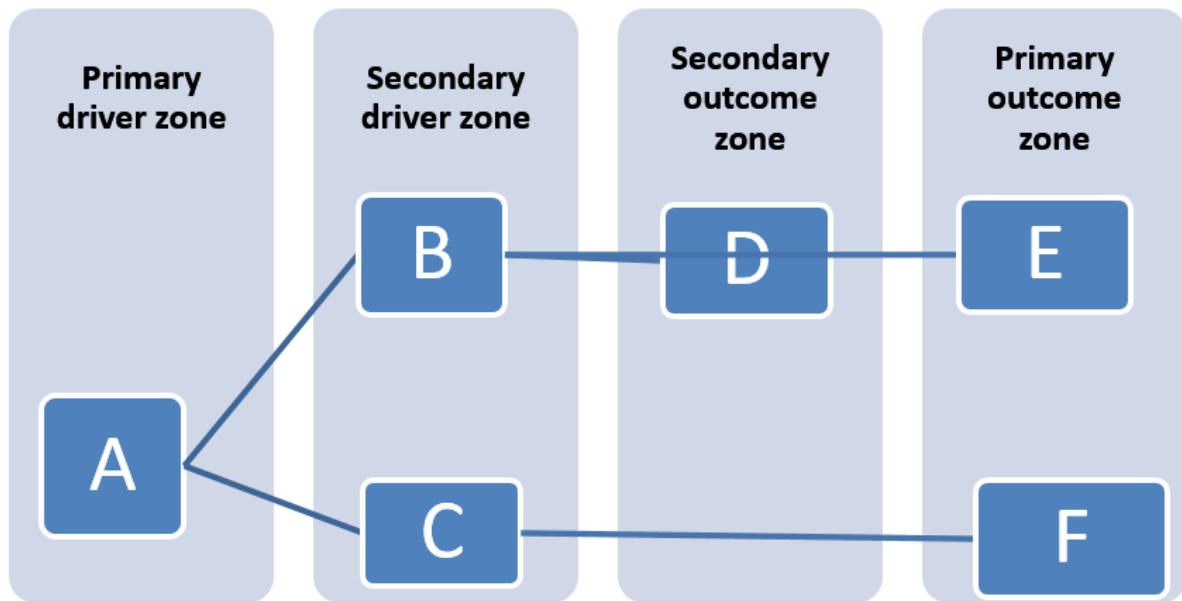 Primary
driver zone
Secondary
driver zone
Secondary
outcome
zone
Primary
outcome
zone
B
D
E
A
C
F